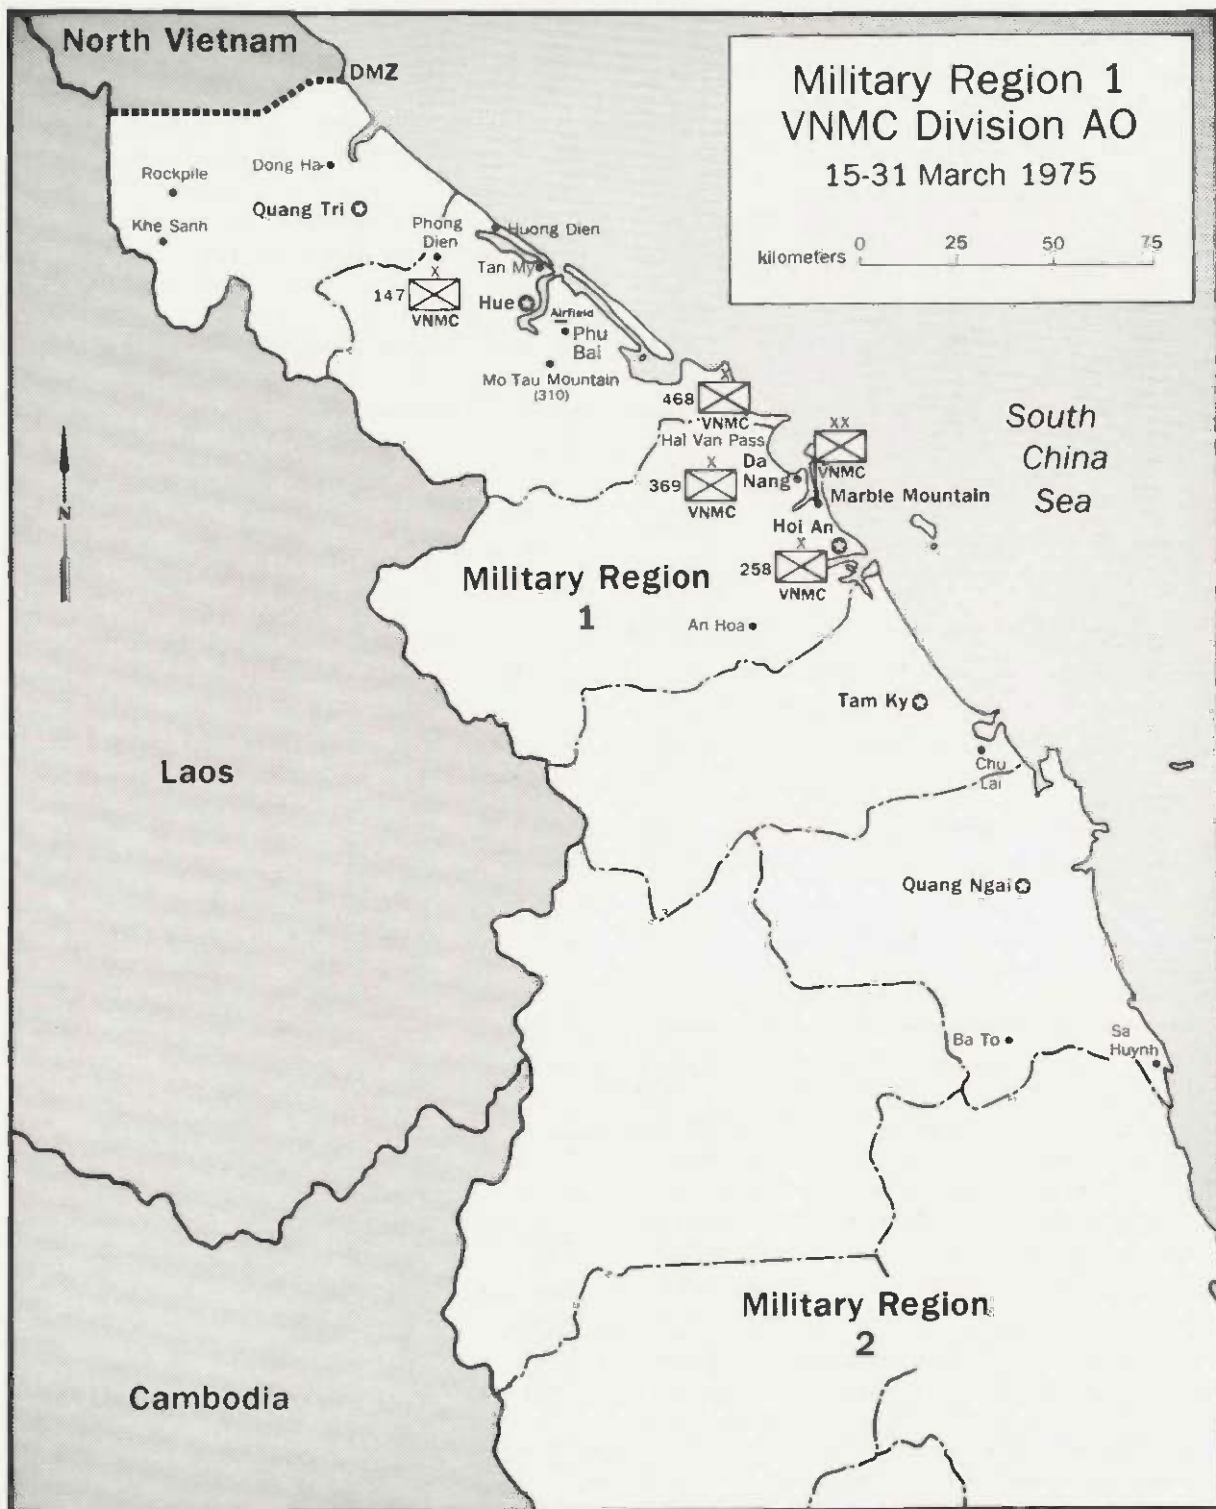 North Vietnam
DMZ
Military Region 1
VNMC Division AO
15-31 March 1975
kilometers
0 25 50 75
Dong Ha
Rockpile
Quang Tri
Khe Sanh
Phong
Dien
Huong Dien
X
Tan My
147
VNMC
Hue
Airfield
Phu
Bai
Mo Tau Mountain
(310)
X
468
VNMC
Hai Van Pass
XX
VNMC
X
369
VNMC
Da
Nang
Marble Mountain
South
China
Sea
N
Hoi An
X
258
VNMC
Military Region
1
An Hoa
Tam Ky
Chu
Lai
Laos
Quang Ngai
Ba To
Sa
Huynh
Military Region
2
Cambodia